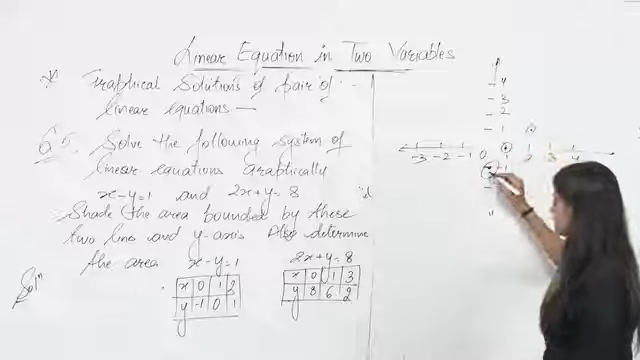 Linear Equation in Two Variables
* Graphical Solutions of pair of
linear equations —
Solve the following system of
linear equations graphically
x-y=1 and 2x+y=8
Shade the area bounded by these
two line and y-axis Also determine
the area x-y=1 2x+y=8
Solⁿ
x 0 1 2
y -1 0 1
x 0 1 3
y 8 6 2
4
3
2
1
-3 -2 -1 0 1 2 3 4
-1